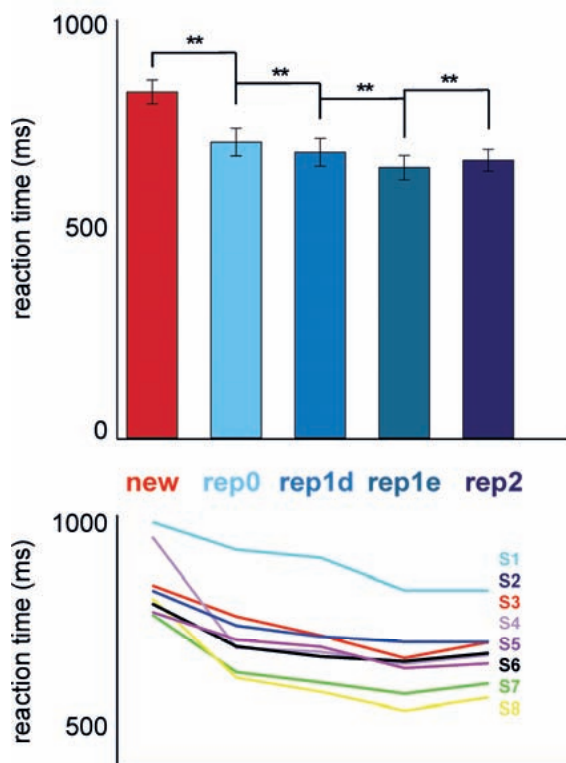 1000
**
**
**
**
reaction time (ms)
500
0
new rep0 rep1d rep1e rep2
1000
reaction time (ms)
S1
S2
S3
S4
S5
S6
S7
S8
500